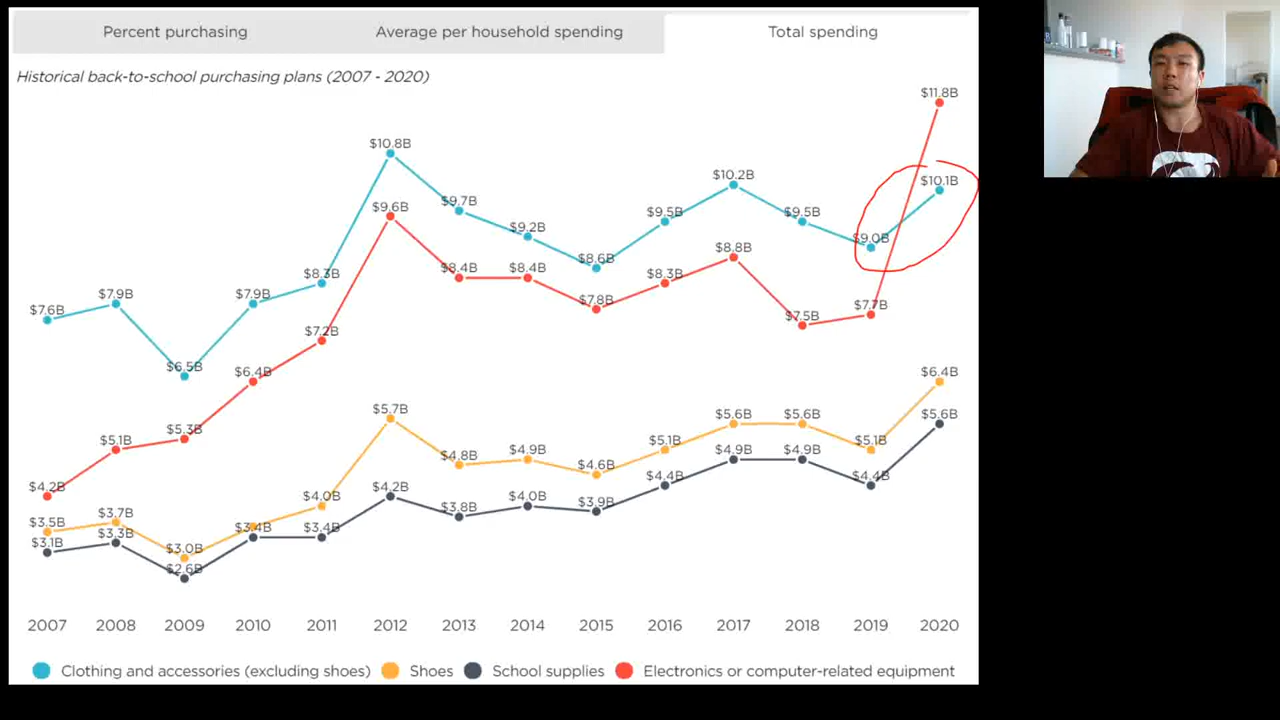 Percent purchasing
Average per household spending
Total spending
Historical back-to-school purchasing plans (2007 - 2020)
$7.6B $7.9B $6.5B $7.9B $8.3B $10.8B $9.7B $9.2B $8.6B $9.5B $10.2B $9.5B $9.0B $10.1B
$4.2B $5.1B $5.3B $6.4B $7.2B $9.6B $8.4B $8.4B $7.8B $8.3B $8.8B $7.5B $7.7B $11.8B
$3.5B $3.7B $3.0B $4.0B $5.7B $4.8B $4.9B $4.6B $5.1B $5.6B $5.6B $5.1B $6.4B
$3.1B $3.3B $2.6B $3.4B $3.4B $4.2B $3.8B $4.0B $3.9B $4.4B $4.9B $4.9B $4.4B $5.6B
2007 2008 2009 2010 2011 2012 2013 2014 2015 2016 2017 2018 2019 2020
Clothing and accessories (excluding shoes)
Shoes
School supplies
Electronics or computer-related equipment